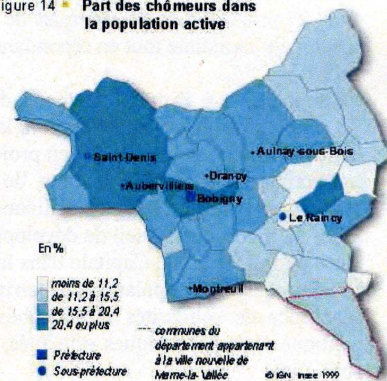 igure 14 Part des chômeurs dans
la population active
Saint-Denis
Aulnay-sous-Bois
Drancy
Aubervilliers
Bobigny
Le Raincy
Montreuil
En %
moins de 11,2
de 11,2 à 15,5
de 15,5 à 20,4
20,4 ou plus
Préfecture
Sous-préfecture
communes du
département appartenant
à la ville nouvelle de
Marne-la-Vallée
© IGN Insee 1999